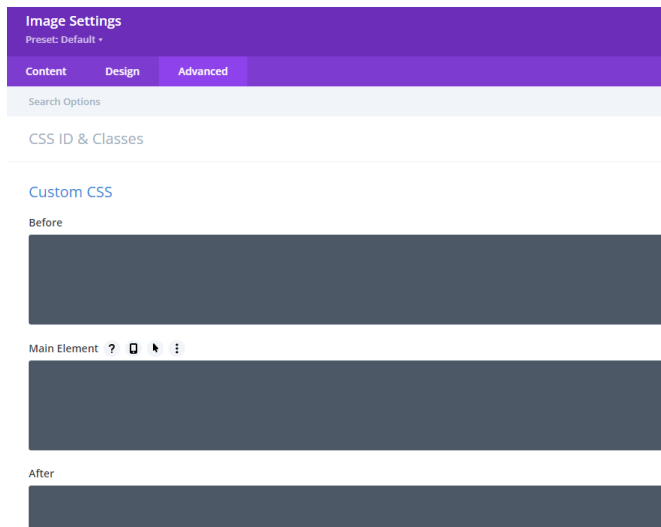 Image Settings
Preset: Default
Content Design Advanced
Search Options
CSS ID & Classes
Custom CSS
Before
Main Element ?
After